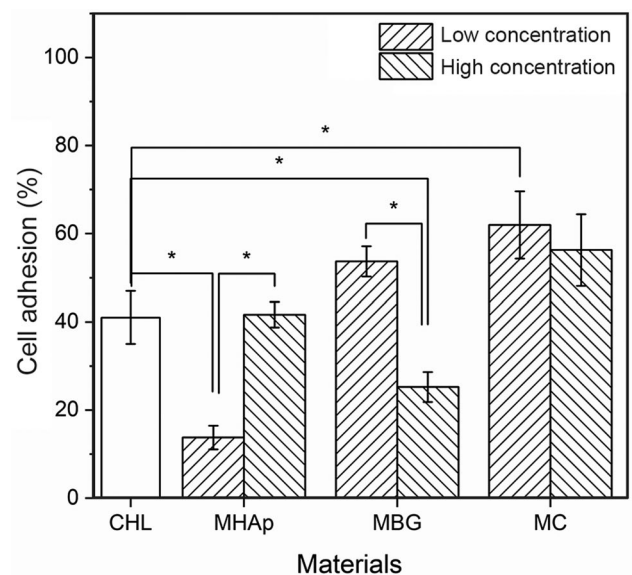 Low concentration
High concentration
100
80
60
40
20
0
Cell adhesion (%)
*
*
*
*
*
CHL
MHAp
MBG
MC
Materials